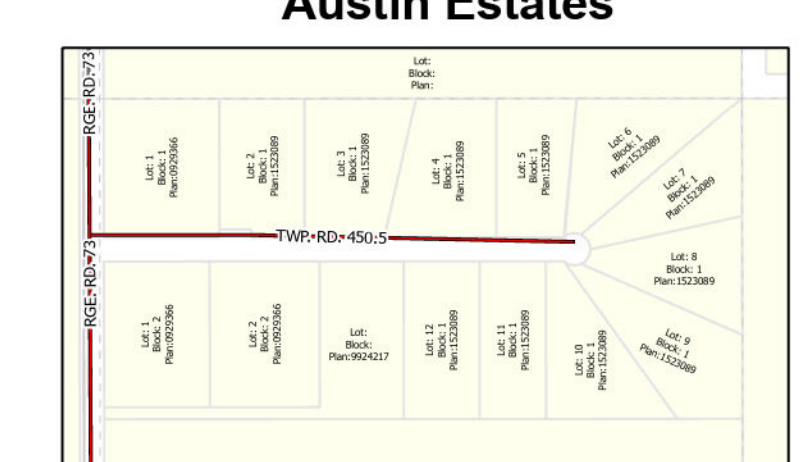 Austin Estates
RGE. RD. 73
Lot:
Block:
Plan:
Lot: 1
Block: 1
Plan:0929366
Lot: 2
Block: 1
Plan:1523089
Lot: 3
Block: 1
Plan:1523089
Lot: 4
Block: 1
Plan:1523089
Lot: 5
Block: 1
Plan:1523089
Lot: 6
Block: 1
Plan:1523089
Lot: 7
Block: 1
Plan:1523089
TWP. RD. 450.5
RGE. RD. 73
Lot: 8
Block: 1
Plan:1523089
Lot: 1
Block: 2
Plan:0929366
Lot: 2
Block: 2
Plan:0929366
Lot:
Block:
Plan:9924217
Lot: 12
Block: 1
Plan:1523089
Lot: 11
Block: 1
Plan:1523089
Lot: 10
Block: 1
Plan:1523089
Lot: 9
Block: 1
Plan:1523089